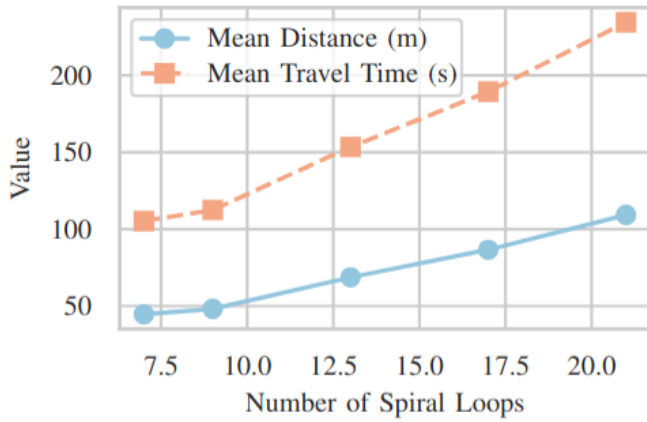 Mean Distance (m)
Mean Travel Time (s)
Value
200
150
100
50
7.5 10.0 12.5 15.0 17.5 20.0
Number of Spiral Loops